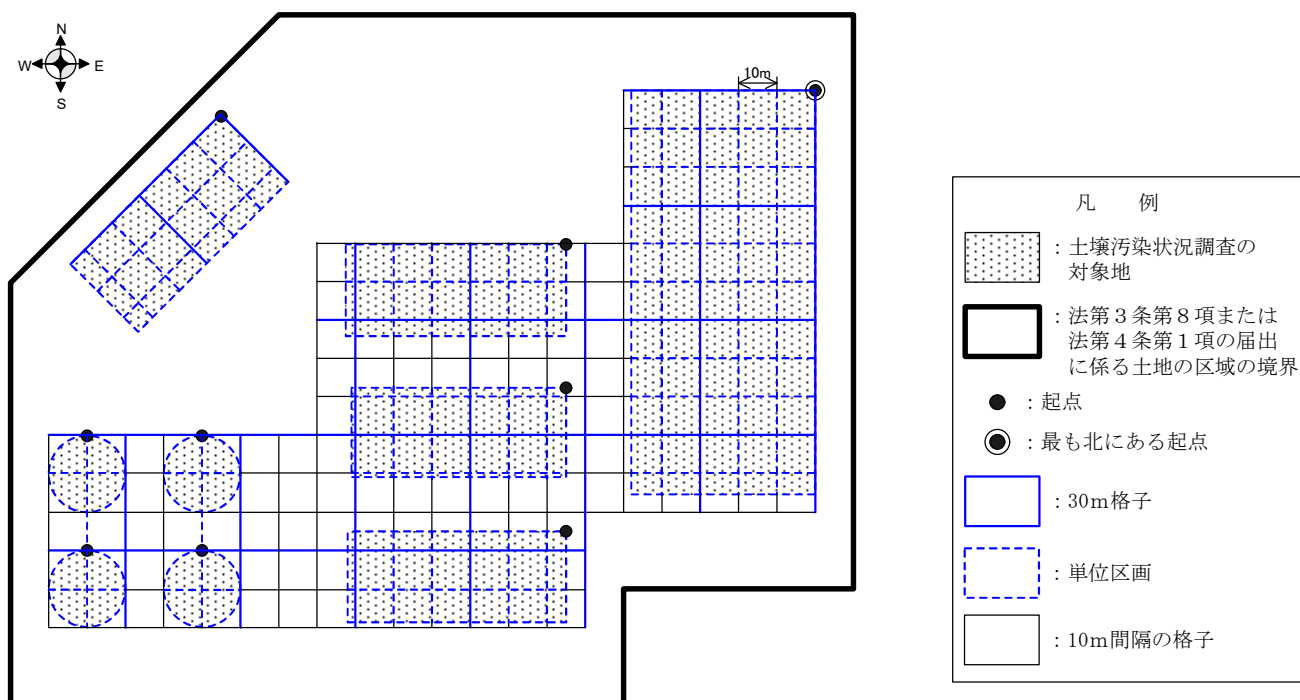 N
W
E
S
10m
凡　例
：土壌汚染状況調査の
対象地
：法第３条第８項または
法第４条第１項の届出
に係る土地の区域の境界
：起点
：最も北にある起点
：30m格子
：単位区画
：10m間隔の格子